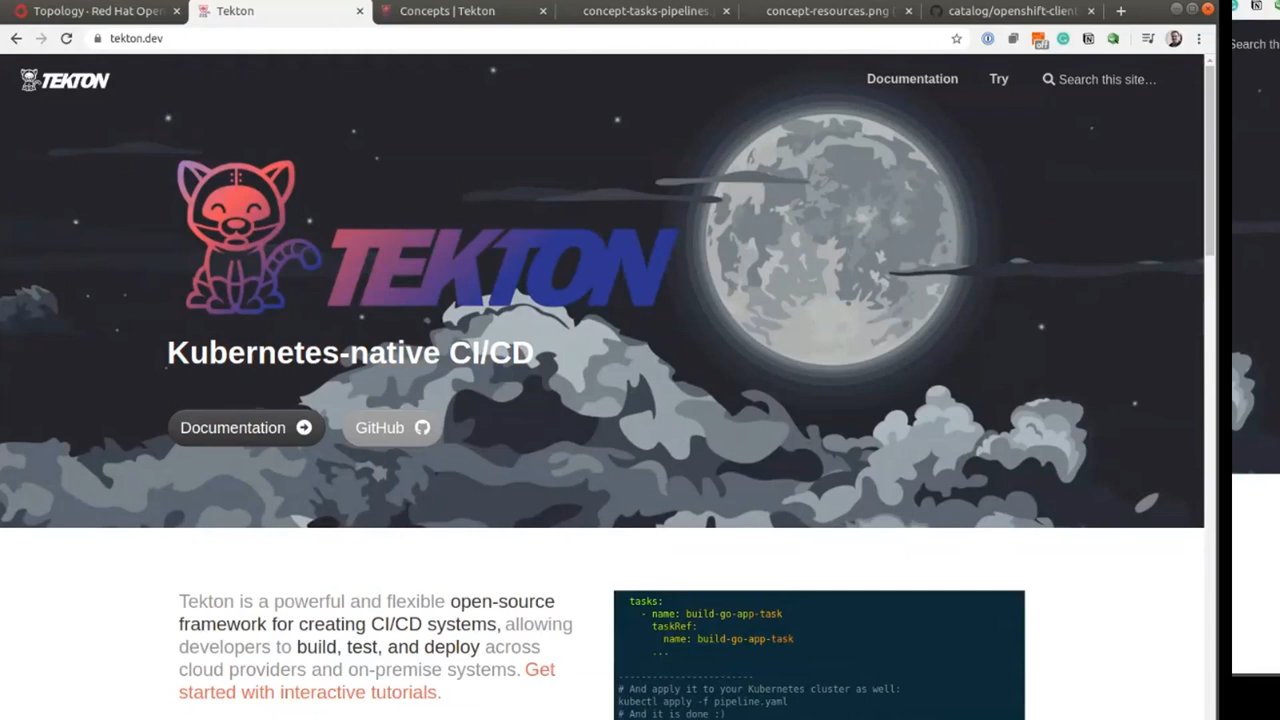 Topology - Red Hat Open
Tekton
Concepts | Tekton
concept-tasks-pipelines.
concept-resources.png (
catalog/openshift-client
tekton.dev
off
TEKTON
Documentation
Try
Search this site…
Search this
TEKTON
Kubernetes-native CI/CD
Documentation
GitHub
Tekton is a powerful and flexible open-source
framework for creating CI/CD systems, allowing
developers to build, test, and deploy across
cloud providers and on-premise systems. Get
started with interactive tutorials.
tasks:
- name: build-go-app-task
taskRef:
name: build-go-app-task
...
-----------------------
# And apply it to your Kubernetes cluster as well:
kubectl apply -f pipeline.yaml
# And it is done :)